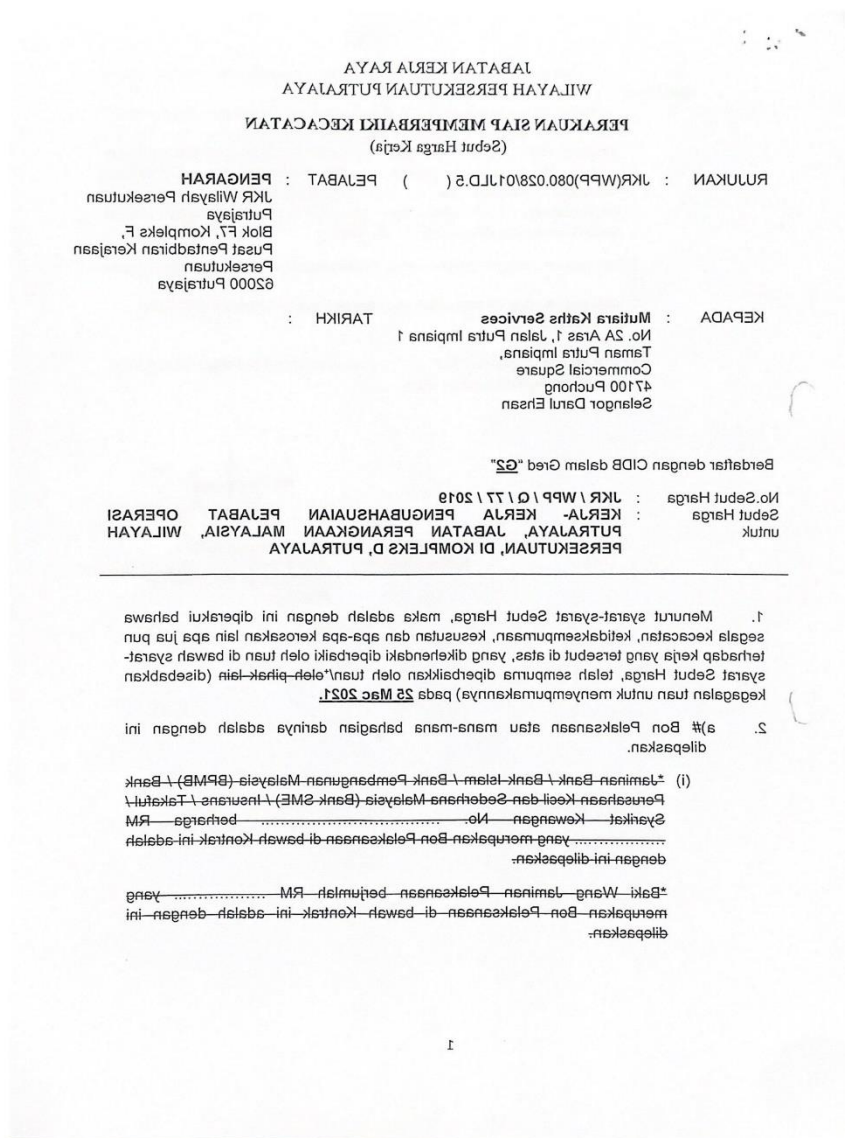 JABATAN KERJA RAYA
WILAYAH PERSEKUTUAN PUTRAJAYA
PERAKUAN SIAP MEMPERBAIKI KECACATAN
(Sebut Harga Kerja)
RUJUKAN : JKR(WPP)080.028/01JLD.5 ( ) PEJABAT : PENGARAH
JKR Wilayah Persekutuan
Putrajaya
Blok F7, Kompleks F,
Pusat Pentadbiran Kerajaan
Persekutuan
62000 Putrajaya
KEPADA : Mutiara Kaths Services TARIKH :
No. 2A Aras 1, Jalan Putra Impiana 1
Taman Putra Impiana,
Commercial Square
47100 Puchong
Selangor Darul Ehsan
Berdaftar dengan CIDB dalam Gred “G2”
No.Sebut Harga : JKR / WPP / Q / 77 / 2019
Sebut Harga : KERJA- KERJA PENGUBAHSUAIAN PEJABAT OPERASI
untuk PUTRAJAYA, JABATAN PERANGKAAN MALAYSIA, WILAYAH
PERSEKUTUAN, DI KOMPLEKS D, PUTRAJAYA
1. Menurut syarat-syarat Sebut Harga, maka adalah dengan ini diperakui bahawa
segala kecacatan, ketidaksempurnaan, kesusutan dan apa-apa kerosakan lain apa jua pun
terhadap kerja yang tersebut di atas, yang dikehendaki diperbaiki oleh tuan di bawah syarat-
syarat Sebut Harga, telah sempurna diperbaikkan oleh tuan/*oleh pihak lain (disebabkan
kegagalan tuan untuk menyempurnakannya) pada 25 Mac 2021.
2. a)# Bon Pelaksanaan atau mana-mana bahagian darinya adalah dengan ini
dilepaskan.
(i) *Jaminan Bank / Bank Islam / Bank Pembangunan Malaysia (BPMB) / Bank
Perusahaan Kecil dan Sederhana Malaysia (Bank SME) / Insurans / Takaful /
Syarikat Kewangan No. .................................. berharga RM
................. yang merupakan Bon Pelaksanaan di bawah Kontrak ini adalah
dengan ini dilepaskan.
*Baki Wang Jaminan Pelaksanaan berjumlah RM ................. yang
merupakan Bon Pelaksanaan di bawah Kontrak ini adalah dengan ini
dilepaskan.
1